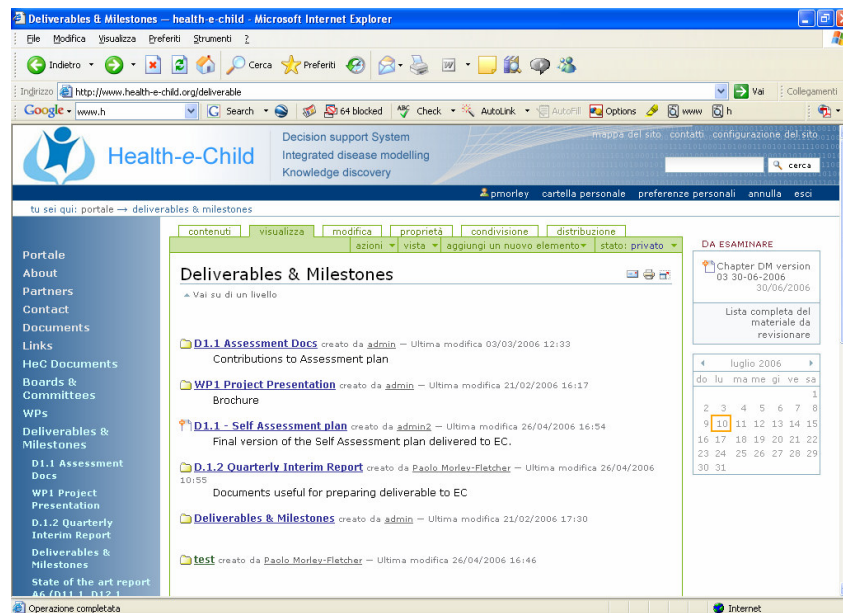 Deliverables & Milestones — health-e-child - Microsoft Internet Explorer
File Modifica Visualizza Preferiti Strumenti ?
Indietro Cerca Preferiti
Indirizzo http://www.health-e-child.org/deliverable Vai Collegamenti
Google www.h Search 64 blocked Check AutoLink AutoFill Options www h
Health-e-Child
Decision support System
Integrated disease modelling
Knowledge discovery
mappa del sito contatti configurazione del sito
cerca
pmorley cartella personale preferenze personali annulla esci
tu sei qui: portale → deliverables & milestones
Portale
About
Partners
Contact
Documents
Links
HeC Documents
Boards &
Committees
WPs
Deliverables &
Milestones
D1.1 Assessment
Docs
WP1 Project
Presentation
D.1.2 Quarterly
Interim Report
Deliverables &
Milestones
State of the art report
A6 (D11.1, D12.1
contenuti visualizza modifica proprietà condivisione distribuzione
azioni vista aggiungi un nuovo elemento stato: privato
Deliverables & Milestones
Vai su di un livello
D1.1 Assessment Docs creato da admin — Ultima modifica 03/03/2006 12:33
Contributions to Assessment plan
WP1 Project Presentation creato da admin — Ultima modifica 21/02/2006 16:17
Brochure
D1.1 - Self Assessment plan creato da admin2 — Ultima modifica 26/04/2006 16:54
Final version of the Self Assessment plan delivered to EC.
D.1.2 Quarterly Interim Report creato da Paolo Morley-Fletcher — Ultima modifica 26/04/2006
10:55
Documents useful for preparing deliverable to EC
Deliverables & Milestones creato da admin — Ultima modifica 21/02/2006 17:30
test creato da Paolo Morley-Fletcher — Ultima modifica 26/04/2006 16:46
DA ESAMINARE
Chapter DM version
03 30-06-2006
30/06/2006
Lista completa del
materiale da
revisionare
luglio 2006
do lu ma me gi ve sa
1
2 3 4 5 6 7 8
9 10 11 12 13 14 15
16 17 18 19 20 21 22
23 24 25 26 27 28 29
30 31
Operazione completata Internet